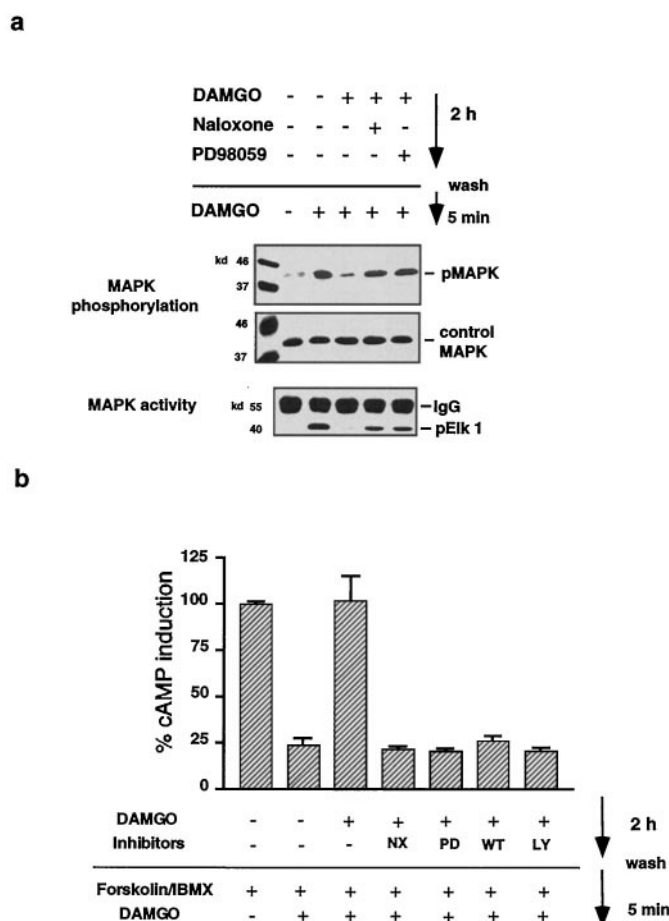 a
DAMGO - - + + +
Naloxone - - - + -
PD98059 - - - - +
2 h
wash
DAMGO - + + + +
5 min
MAPK phosphorylation
kd 46
37
pMAPK
46
37
control MAPK
MAPK activity
kd 55
40
IgG
pElk 1
b
% cAMP induction
125
100
75
50
25
0
DAMGO - - + + + + +
Inhibitors - - - NX PD WT LY
2 h
wash
Forskolin/IBMX + + + + + + +
DAMGO - + + + + + +
5 min